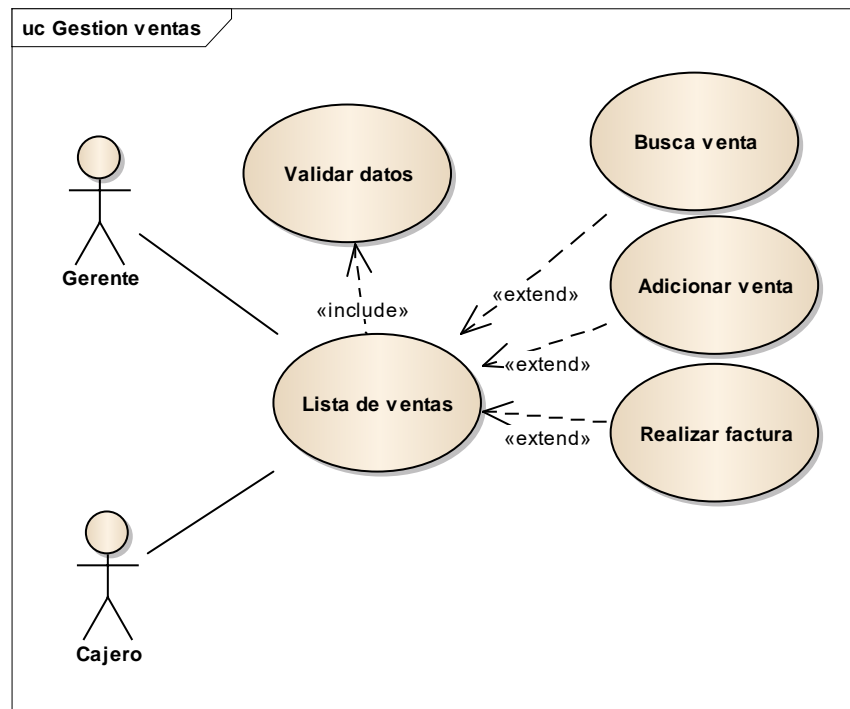 uc Gestion ventas
Busca venta
Validar datos
Gerente
Adicionar venta
«extend»
«include»
«extend»
Lista de ventas
Realizar factura
«extend»
Cajero